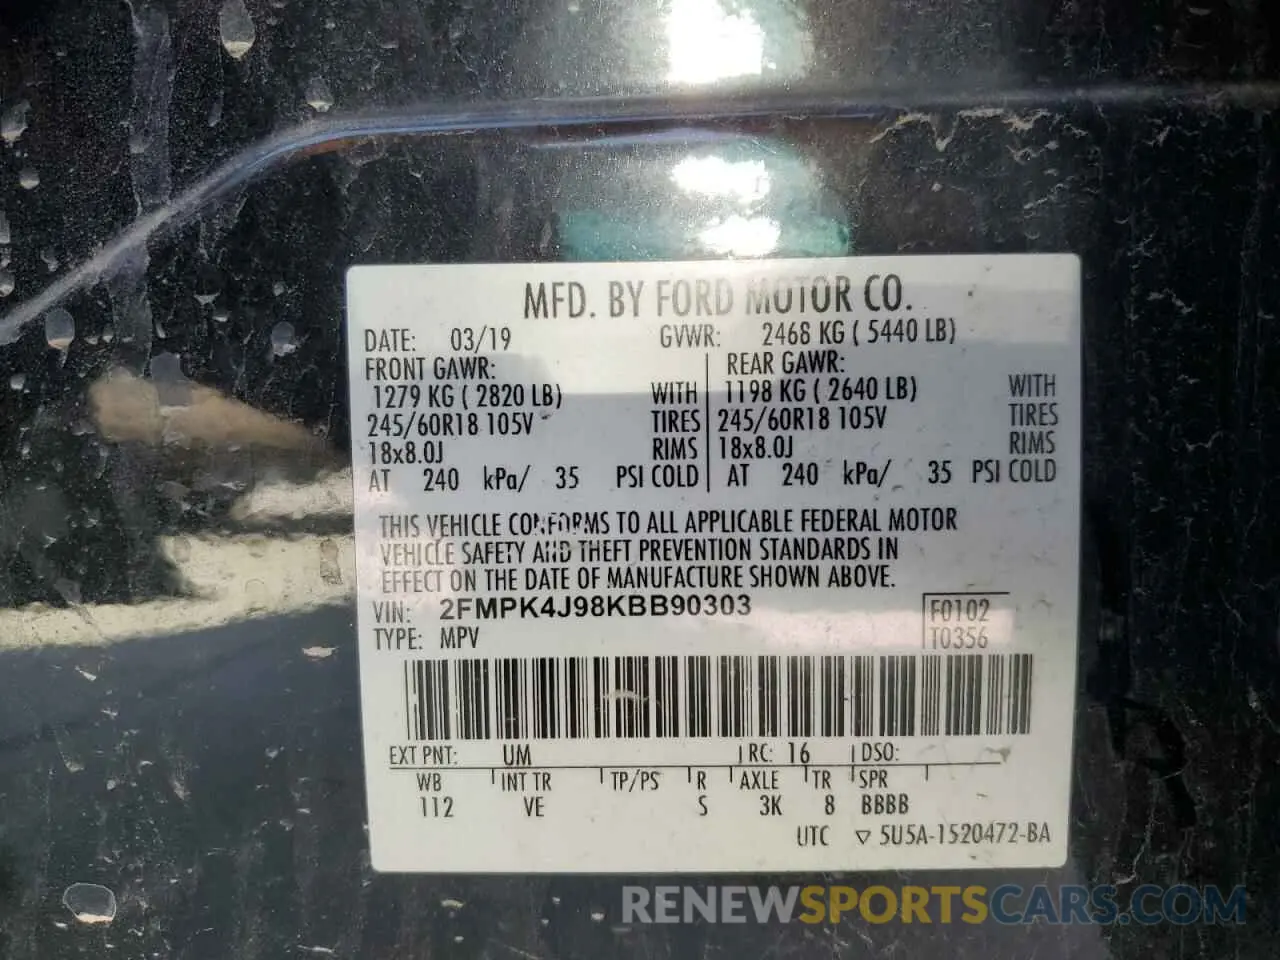 MFD. BY FORD MOTOR CO.
DATE: 03/19 GVWR: 2468 KG ( 5440 LB)
FRONT GAWR: REAR GAWR:
1279 KG ( 2820 LB) WITH 1198 KG ( 2640 LB) WITH
245/60R18 105V TIRES 245/60R18 105V TIRES
18x8.0J RIMS 18x8.0J RIMS
AT 240 kPa/ 35 PSI COLD AT 240 kPa/ 35 PSI COLD
THIS VEHICLE CONFORMS TO ALL APPLICABLE FEDERAL MOTOR
VEHICLE SAFETY AND THEFT PREVENTION STANDARDS IN
EFFECT ON THE DATE OF MANUFACTURE SHOWN ABOVE.
VIN: 2FMPK4J98KBB90303 F0102
TYPE: MPV T0356
EXT PNT: UM RC: 16 DSO:
WB INT TR TP/PS R AXLE TR SPR
112 VE S 3K 8 BBBB
UTC ▽ 5U5A-1520472-BA
RENEWSPORTSCARS.COM